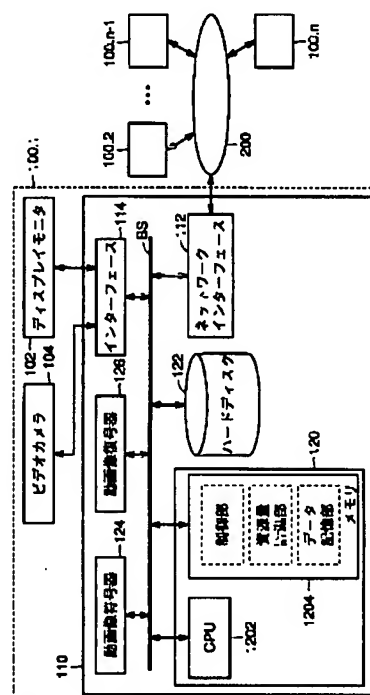 100.1
104
ビデオカメラ
102
ディスプレイモニタ
110
124
動画像符号器
126
動画像復号器
114
インターフェース
BS
CPU
1202
制御部
資源量
データ
記憶部
メモリ
1204
120
122
ハードディスク
112
ネットワーク
インターフェース
200
100.2
...
100.n-1
100.n